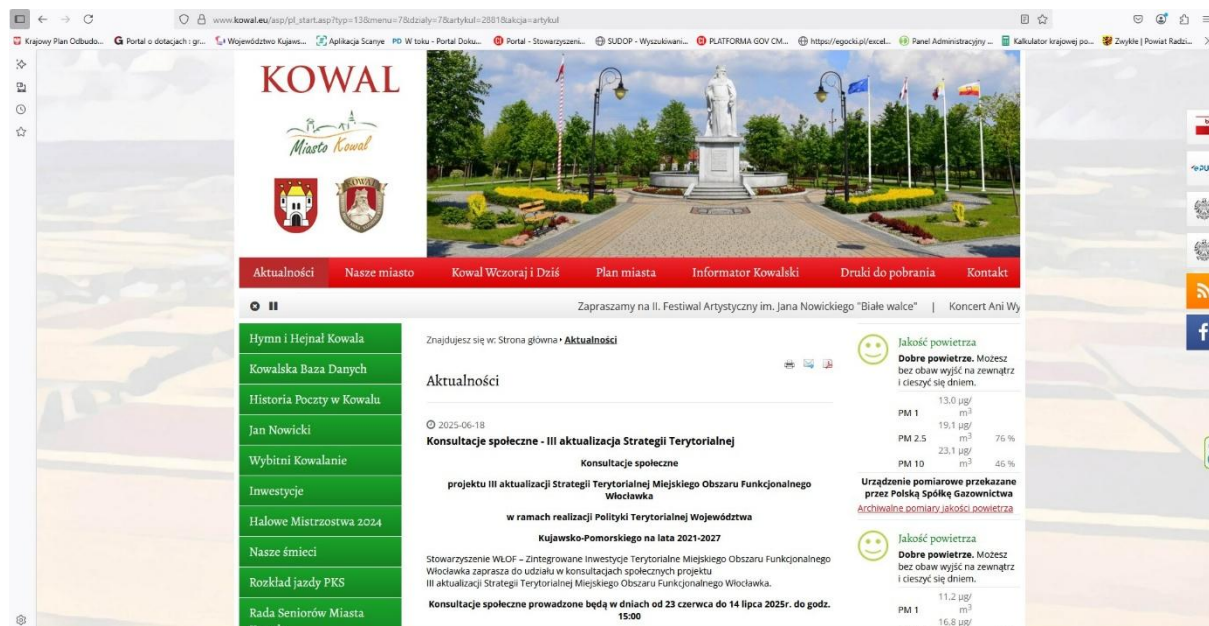 www.kowal.eu/asp/pl_start.asp?typ=13&menu=7&dzialy=7&artykul=2881&akcja=artykul
Krajowy Plan Odbudo...
Portal o dotacjach : gr...
Województwo Kujaws...
Aplikacja Scanye
W toku - Portal Doku...
Portal - Stowarzyszeni...
SUDOP - Wyszukiwani...
PLATFORMA GOV CM...
https://egocki.pl/excel...
Panel Administracyjny ...
Kalkulator krajowej po...
Zwykłe | Powiat Radzi...
KOWAL
Miasto Kowal
KOWAL
Aktualności Nasze miasto Kowal Wczoraj i Dziś Plan miasta Informator Kowalski Druki do pobrania Kontakt
Zapraszamy na II. Festiwal Artystyczny im. Jana Nowickiego "Białe walce" | Koncert Ani Wy
Hymn i Hejnał Kowala
Kowalska Baza Danych
Historia Poczty w Kowalu
Jan Nowicki
Wybitni Kowalanie
Inwestycje
Halowe Mistrzostwa 2024
Nasze śmieci
Rozkład jazdy PKS
Rada Seniorów Miasta
Znajdujesz się w: Strona główna • Aktualności
Aktualności
2025-06-18
Konsultacje społeczne - III aktualizacja Strategii Terytorialnej
Konsultacje społeczne
projektu III aktualizacji Strategii Terytorialnej Miejskiego Obszaru Funkcjonalnego
Włocławka
w ramach realizacji Polityki Terytorialnej Województwa
Kujawsko-Pomorskiego na lata 2021-2027
Stowarzyszenie WŁOF – Zintegrowane Inwestycje Terytorialne Miejskiego Obszaru Funkcjonalnego
Włocławka zaprasza do udziału w konsultacjach społecznych projektu
III aktualizacji Strategii Terytorialnej Miejskiego Obszaru Funkcjonalnego Włocławka.
Konsultacje społeczne prowadzone będą w dniach od 23 czerwca do 14 lipca 2025r. do godz.
15:00
Jakość powietrza
Dobre powietrze. Możesz
bez obaw wyjść na zewnątrz
i cieszyć się dniem.
13,0 µg/
PM 1 m3
19,1 µg/
PM 2.5 m3 76 %
23,1 µg/
PM 10 m3 46 %
Urządzenie pomiarowe przekazane
przez Polską Spółkę Gazownictwa
Archiwalne pomiary jakości powietrza
Jakość powietrza
Dobre powietrze. Możesz
bez obaw wyjść na zewnątrz
i cieszyć się dniem.
11,2 µg/
PM 1 m3
16,8 µg/